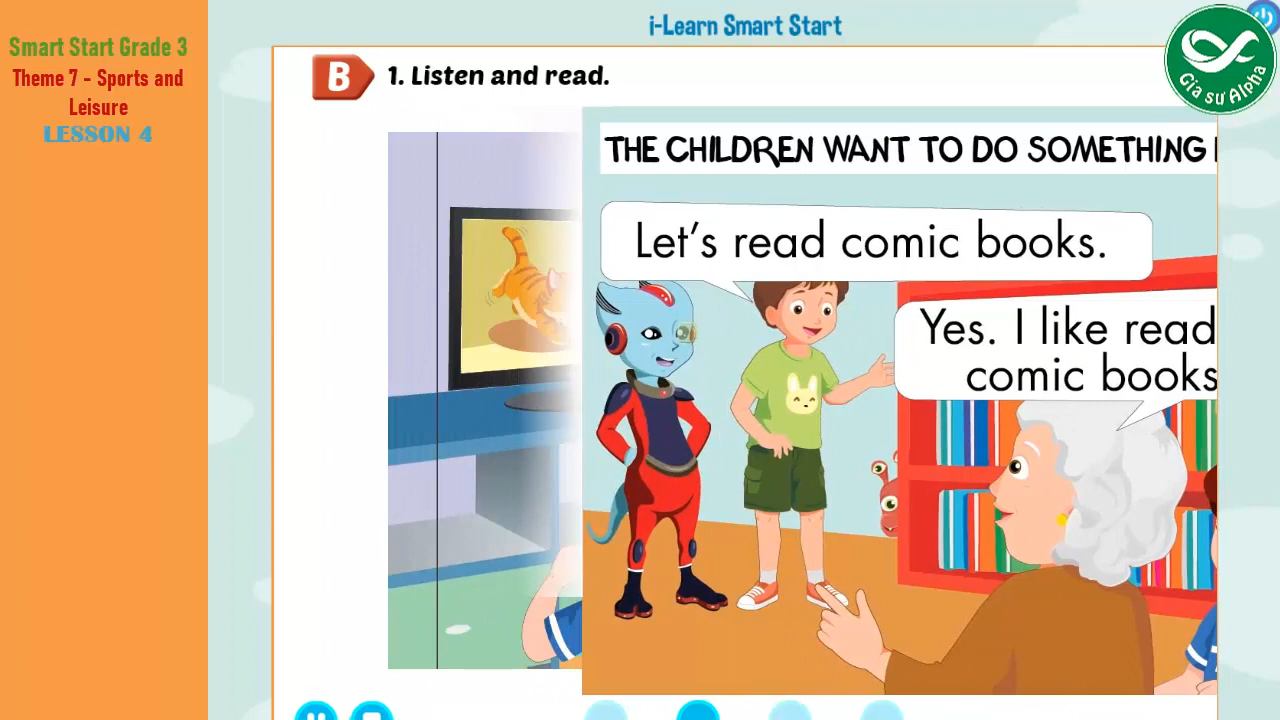 i-Learn Smart Start
Smart Start Grade 3
Theme 7 - Sports and
Leisure
LESSON 4
Gia sư Alpha
B
1. Listen and read.
THE CHILDREN WANT TO DO SOMETHING
Let's read comic books.
Yes. I like read
comic books